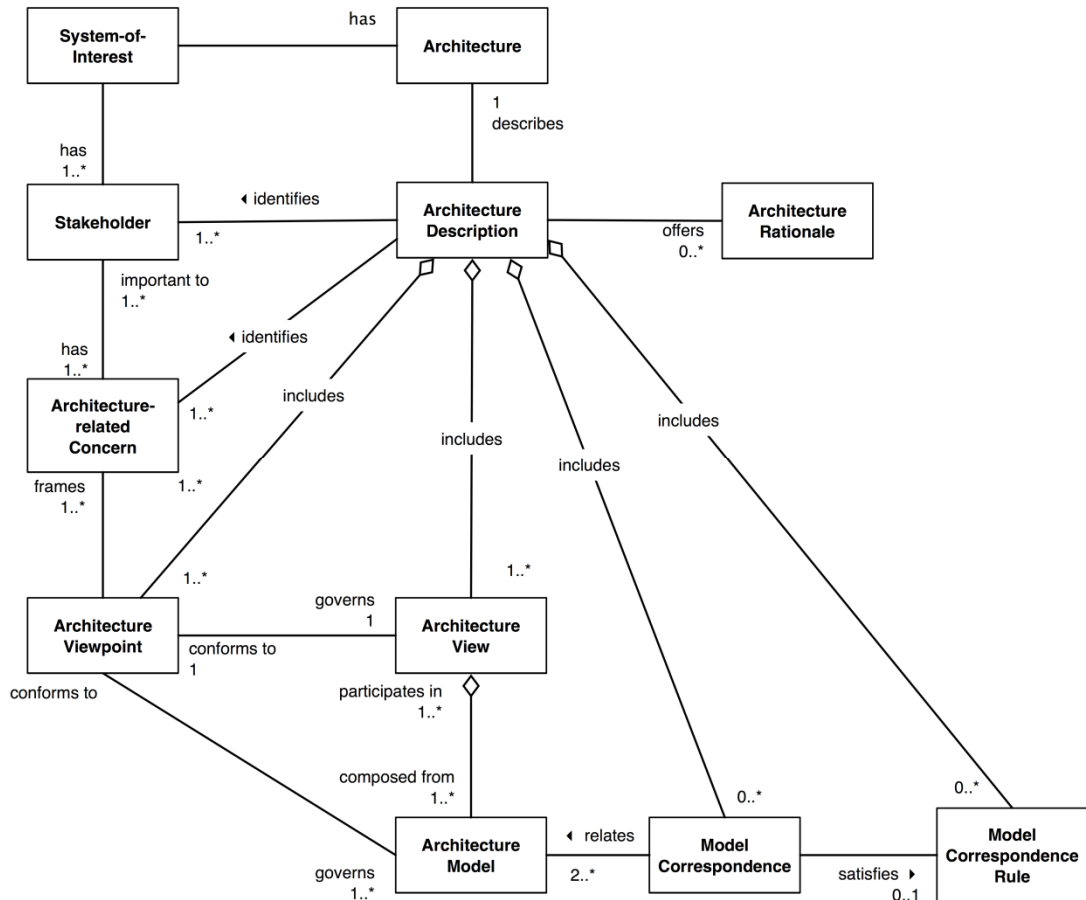 System-of-
Interest
has
Architecture
1
describes
has
1..*
Stakeholder
◂ identifies
1..*
Architecture
Description
offers
0..*
Architecture
Rationale
important to
1..*
◂ identifies
has
1..*
Architecture-
related
Concern
1..*
includes
includes
includes
includes
frames
1..*
1..*
1..*
1..*
Architecture
Viewpoint
governs
1
conforms to
1
Architecture
View
conforms to
participates in
1..*
composed from
1..*
0..*
0..*
Architecture
Model
governs
1..*
◂ relates
2..*
Model
Correspondence
satisfies ▸
0..1
Model
Correspondence
Rule